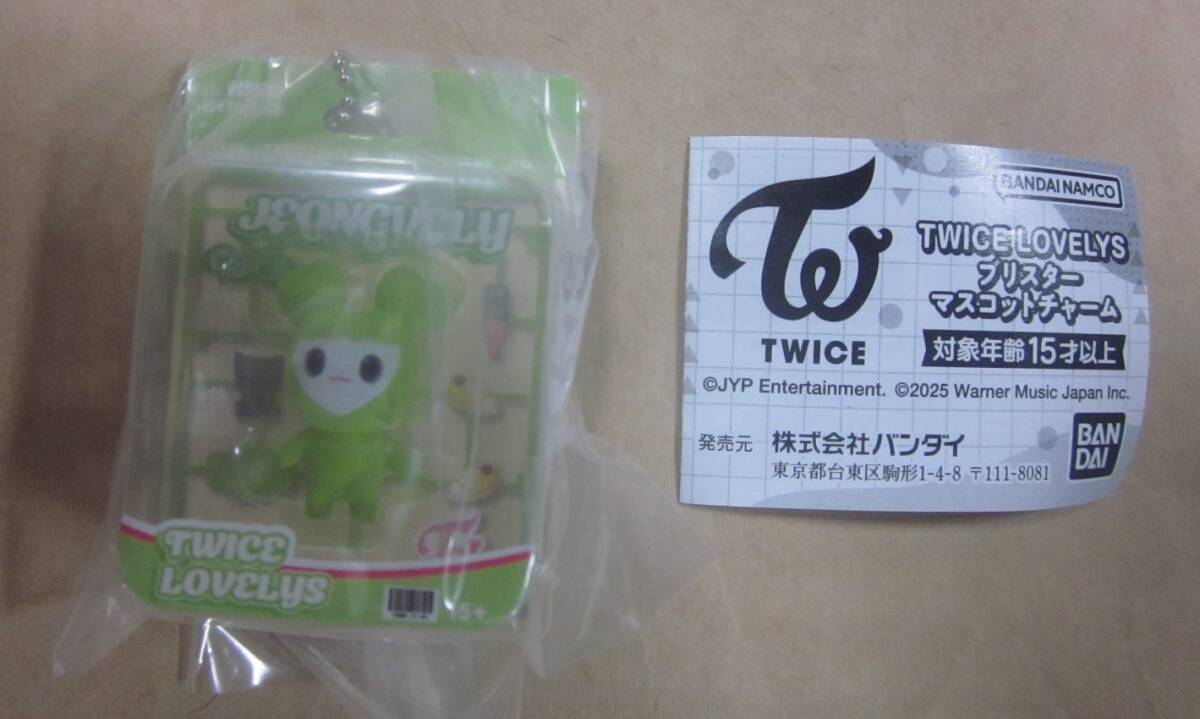 JEONGVELY
TWICE
LOVELYS
15+
BANDAI NAMCO
TWICE LOVELYS
ブリスター
マスコットチャーム
対象年齢15才以上
TWICE
©JYP Entertainment. ©2025 Warner Music Japan Inc.
発売元 株式会社バンダイ
東京都台東区駒形1-4-8 〒111-8081
BAN
DAI